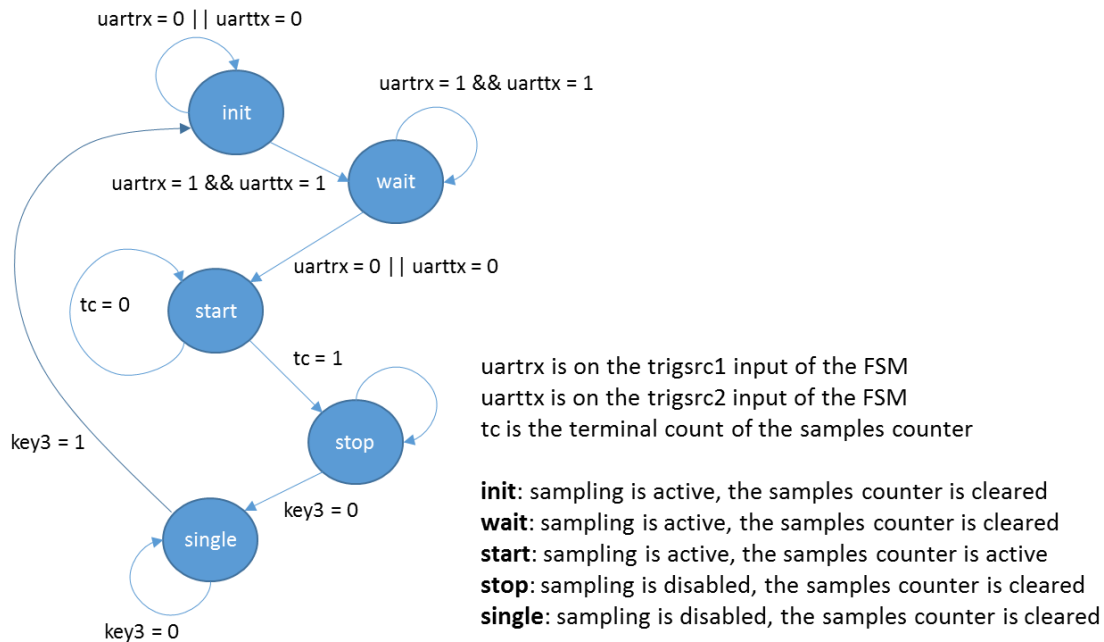 uartrx = 0 || uarttx = 0
init
uartrx = 1 && uarttx = 1
uartrx = 1 && uarttx = 1
wait
uartrx = 0 || uarttx = 0
tc = 0
start
tc = 1
stop
key3 = 1
key3 = 0
single
key3 = 0
uartrx is on the trigsrc1 input of the FSM
uarttx is on the trigsrc2 input of the FSM
tc is the terminal count of the samples counter
init: sampling is active, the samples counter is cleared
wait: sampling is active, the samples counter is cleared
start: sampling is active, the samples counter is active
stop: sampling is disabled, the samples counter is cleared
single: sampling is disabled, the samples counter is cleared